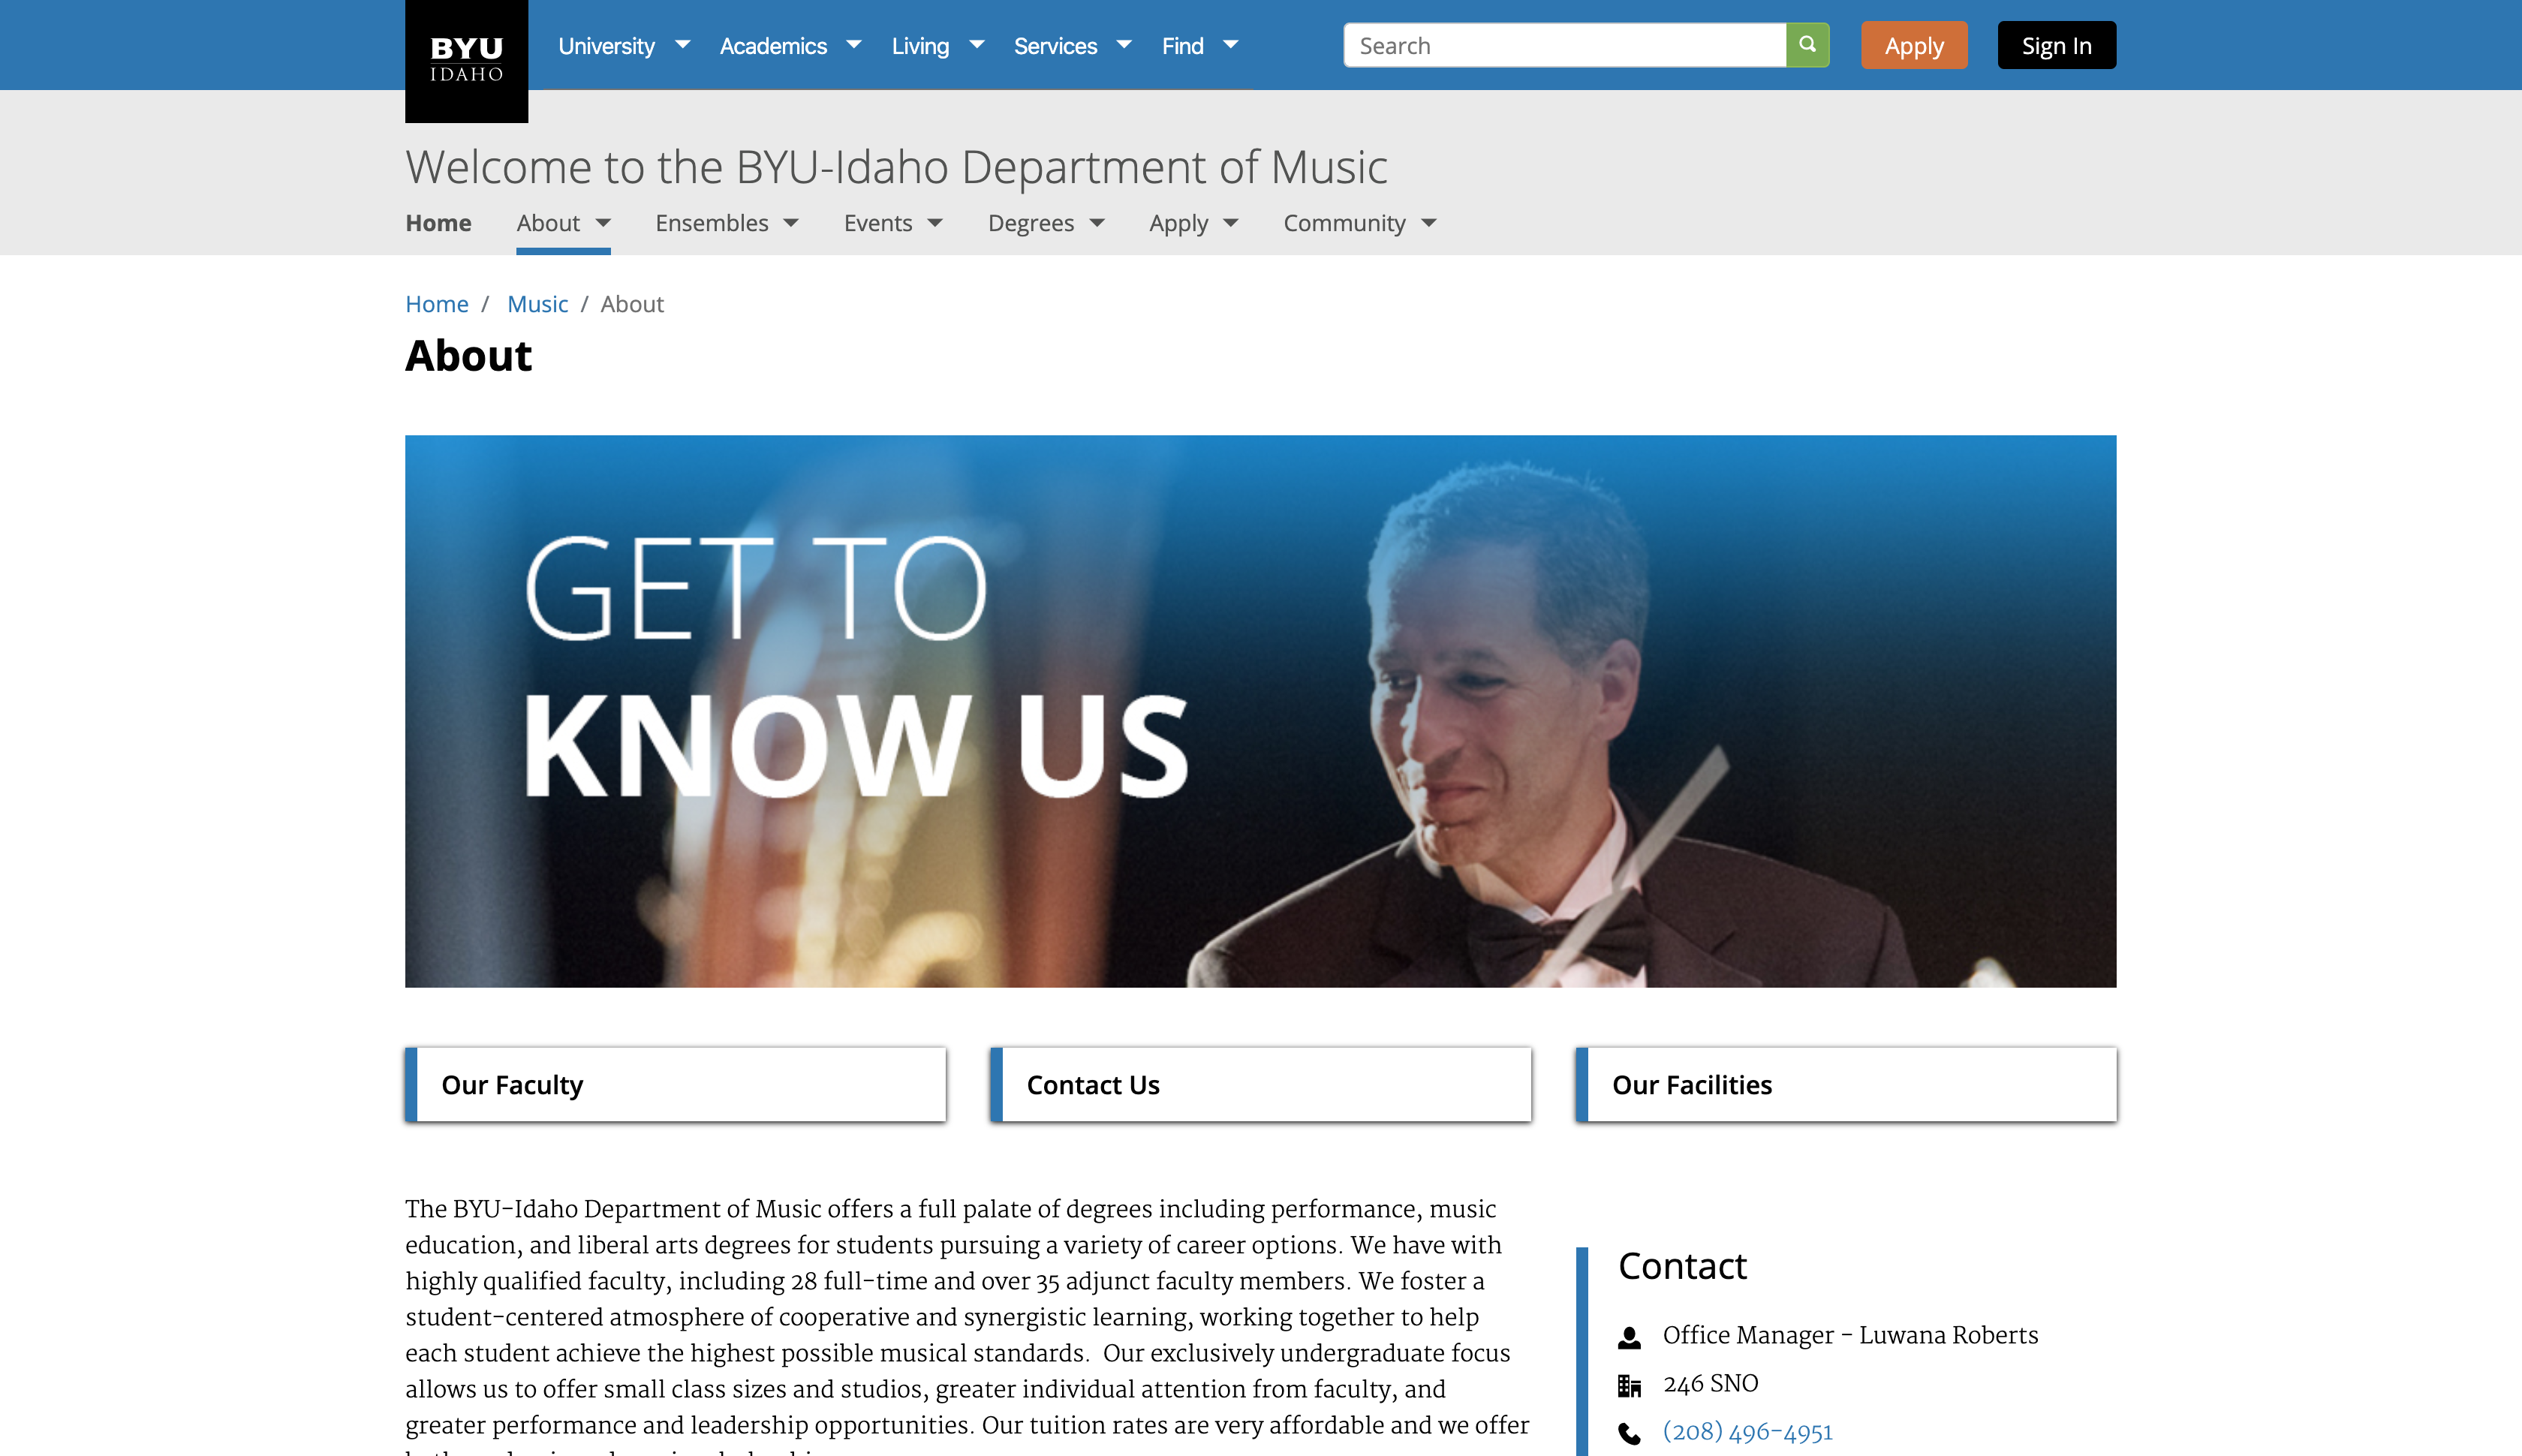 BYU
IDAHO
University
Academics
Living
Services
Find
Search
Apply
Sign In
Welcome to the BYU-Idaho Department of Music
Home
About
Ensembles
Events
Degrees
Apply
Community
Home / Music / About
About
GET TO
KNOW US
Our Faculty
Contact Us
Our Facilities
The BYU-Idaho Department of Music offers a full palate of degrees including performance, music
education, and liberal arts degrees for students pursuing a variety of career options. We have with
highly qualified faculty, including 28 full-time and over 35 adjunct faculty members. We foster a
student-centered atmosphere of cooperative and synergistic learning, working together to help
each student achieve the highest possible musical standards.  Our exclusively undergraduate focus
allows us to offer small class sizes and studios, greater individual attention from faculty, and
greater performance and leadership opportunities. Our tuition rates are very affordable and we offer
Contact
Office Manager - Luwana Roberts
246 SNO
(208) 496-4951